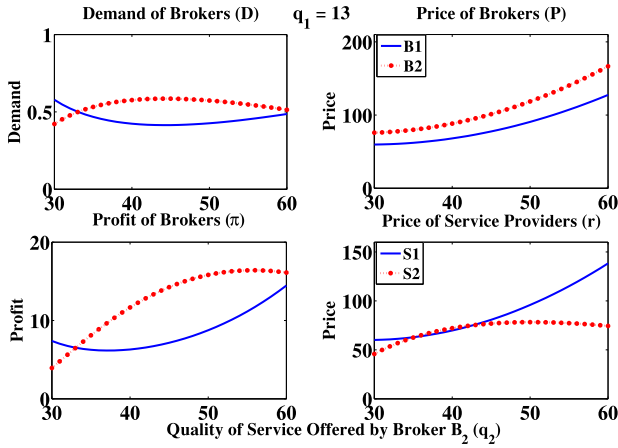 Demand of Brokers (D)
q1 = 13
Price of Brokers (P)
1
0.5
0
Demand
30
40
50
60
200
100
0
Price
B1
B2
30
40
50
60
Profit of Brokers (π)
Price of Service Providers (r)
20
10
0
Profit
30
40
50
60
150
100
50
0
Price
S1
S2
30
40
50
60
Quality of Service Offered by Broker B2 (q2)